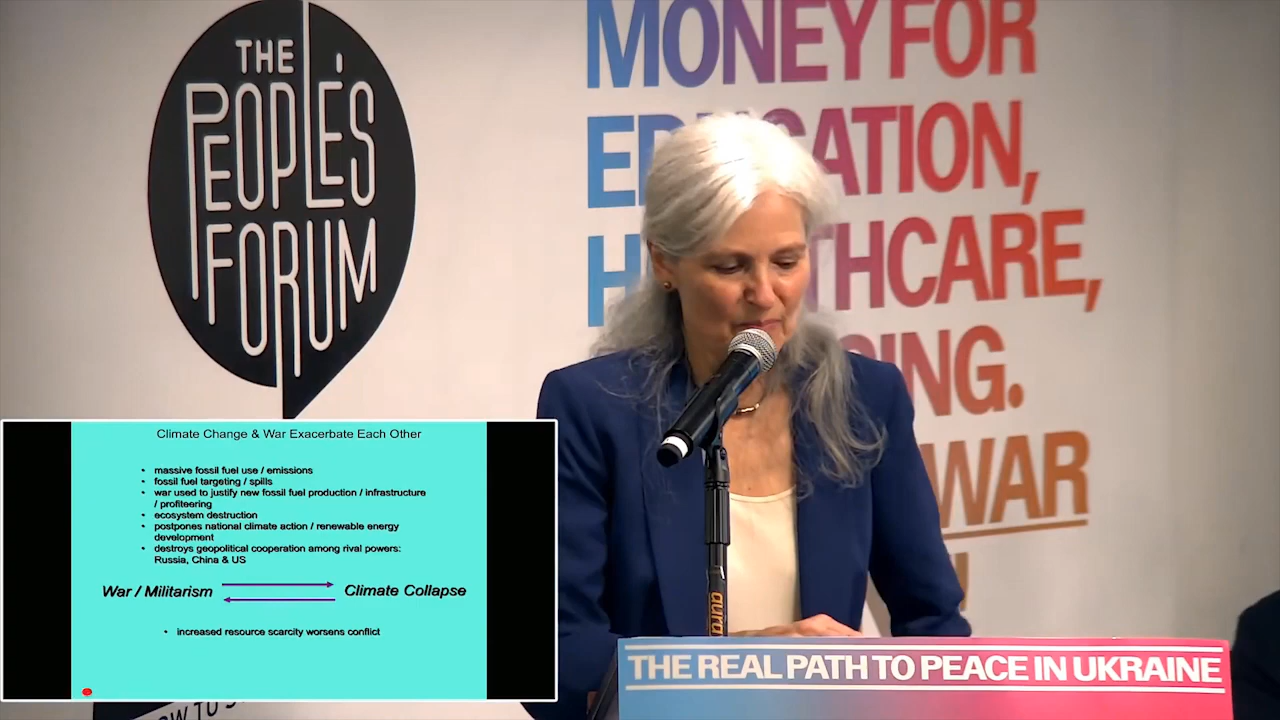 THE
PEOPLE'S
FORUM
MONEY FOR
EDUCATION,
HEALTHCARE,
WAR
Climate Change & War Exacerbate Each Other
• massive fossil fuel use / emissions
• fossil fuel targeting / spills
• war used to justify new fossil fuel production / infrastructure
/ profiteering
• ecosystem destruction
• postpones national climate action / renewable energy
development
• destroys geopolitical cooperation among rival powers:
Russia, China & US
War / Militarism
Climate Collapse
• increased resource scarcity worsens conflict
THE REAL PATH TO PEACE IN UKRAINE